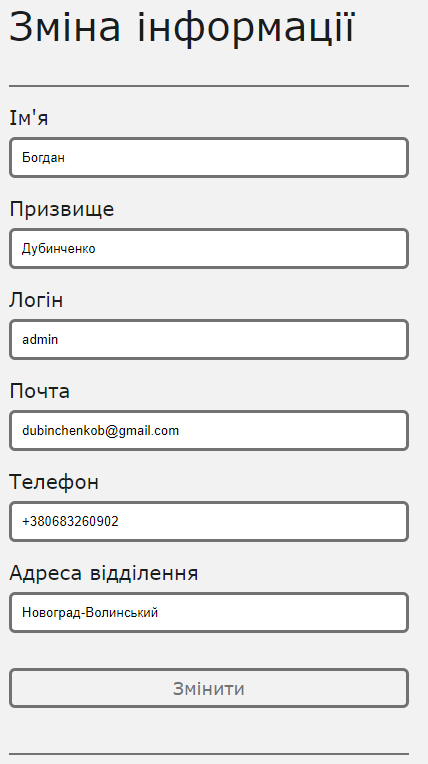 Зміна інформації
Ім'я
Богдан
Призвище
Дубинченко
Логін
admin
Почта
dubinchenkob@gmail.com
Телефон
+380683260902
Адреса відділення
Новоград-Волинський
Змінити